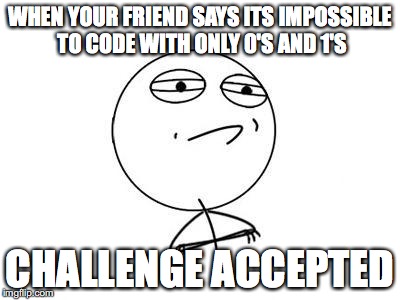 WHEN YOUR FRIEND SAYS ITS IMPOSSIBLE
TO CODE WITH ONLY 0'S AND 1'S
CHALLENGE ACCEPTED
imgflip.com